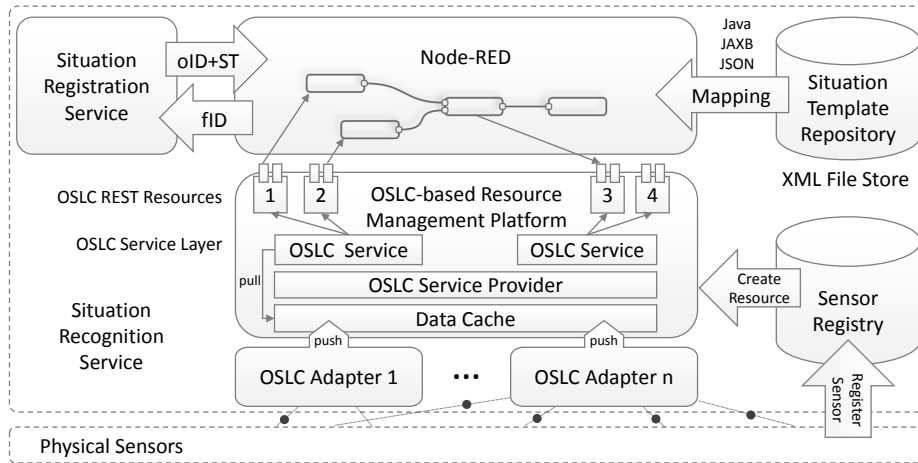 Situation
Registration
Service
oID+ST
fID
Node-RED
Java
JAXB
JSON
Mapping
Situation
Template
Repository
XML File Store
OSLC REST Resources
1
2
OSLC-based Resource
Management Platform
3
4
OSLC Service Layer
OSLC Service
OSLC Service
pull
OSLC Service Provider
Data Cache
Create
Resource
Sensor
Registry
Situation
Recognition
Service
push
push
OSLC Adapter 1
...
OSLC Adapter n
Register
Sensor
Physical Sensors